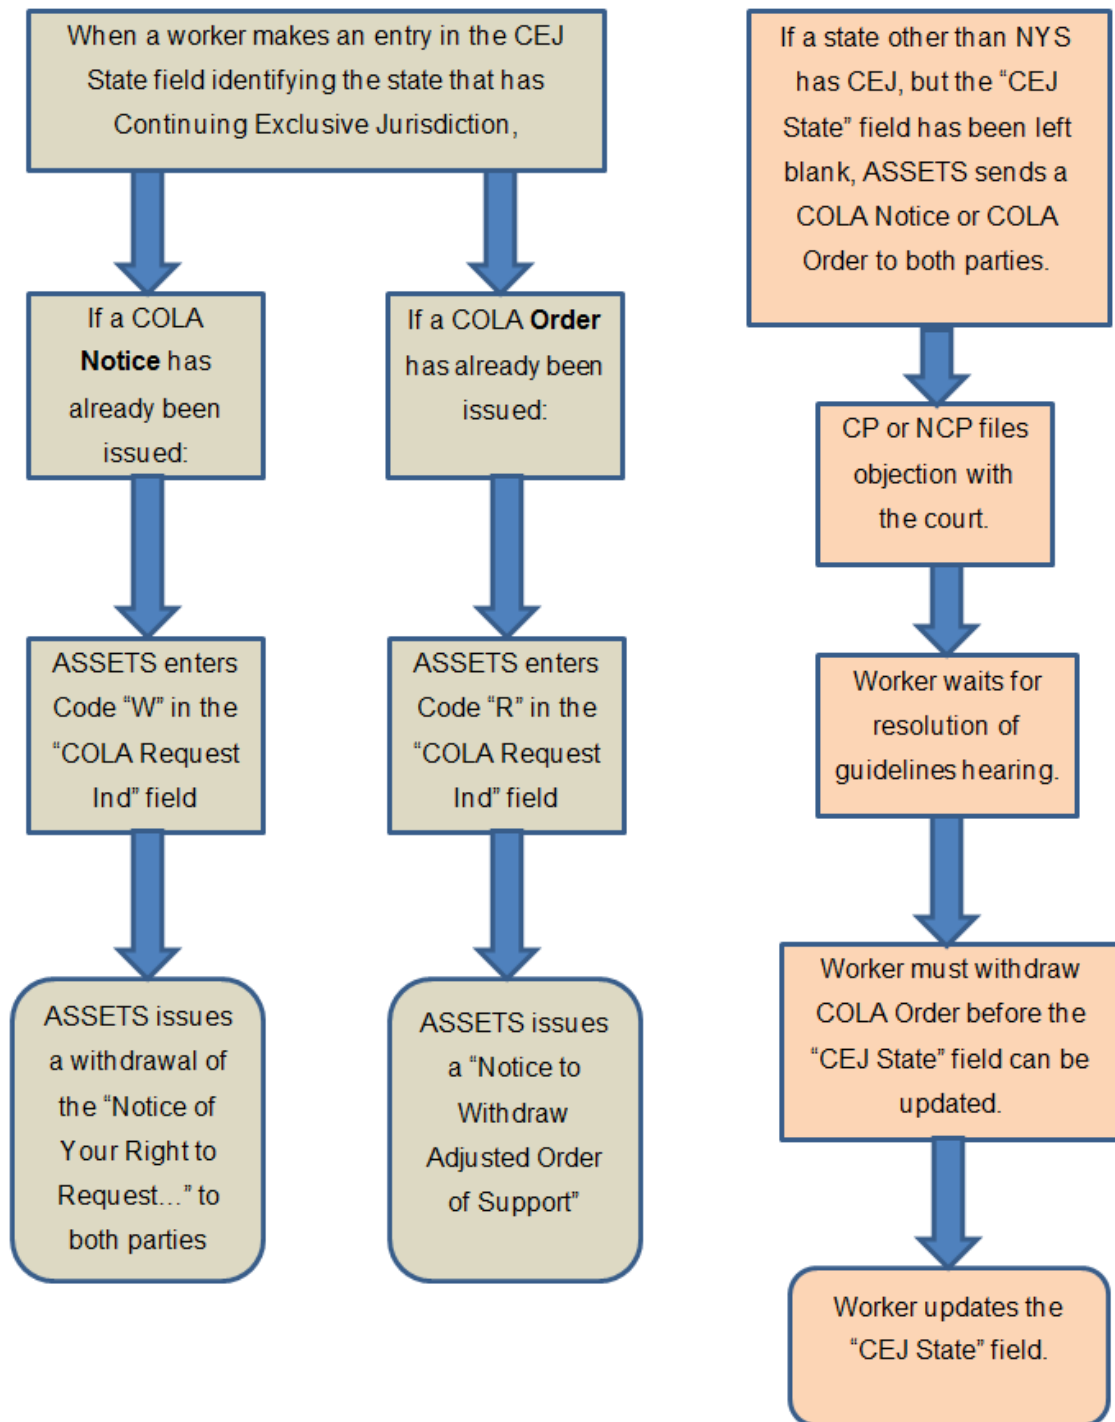 When a worker makes an entry in the CEJ
State field identifying the state that has
Continuing Exclusive Jurisdiction,
If a COLA
Notice has
already been
issued:
ASSETS enters
Code “W” in the
“COLA Request
Ind” field
ASSETS issues
a withdrawal of
the “Notice of
Your Right to
Request…” to
both parties
If a COLA Order
has already been
issued:
ASSETS enters
Code “R” in the
“COLA Request
Ind” field
ASSETS issues
a “Notice to
Withdraw
Adjusted Order
of Support”
If a state other than NYS
has CEJ, but the “CEJ
State” field has been left
blank, ASSETS sends a
COLA Notice or COLA
Order to both parties.
CP or NCP files
objection with
the court.
Worker waits for
resolution of
guidelines hearing.
Worker must withdraw
COLA Order before the
“CEJ State” field can be
updated.
Worker updates the
“CEJ State” field.